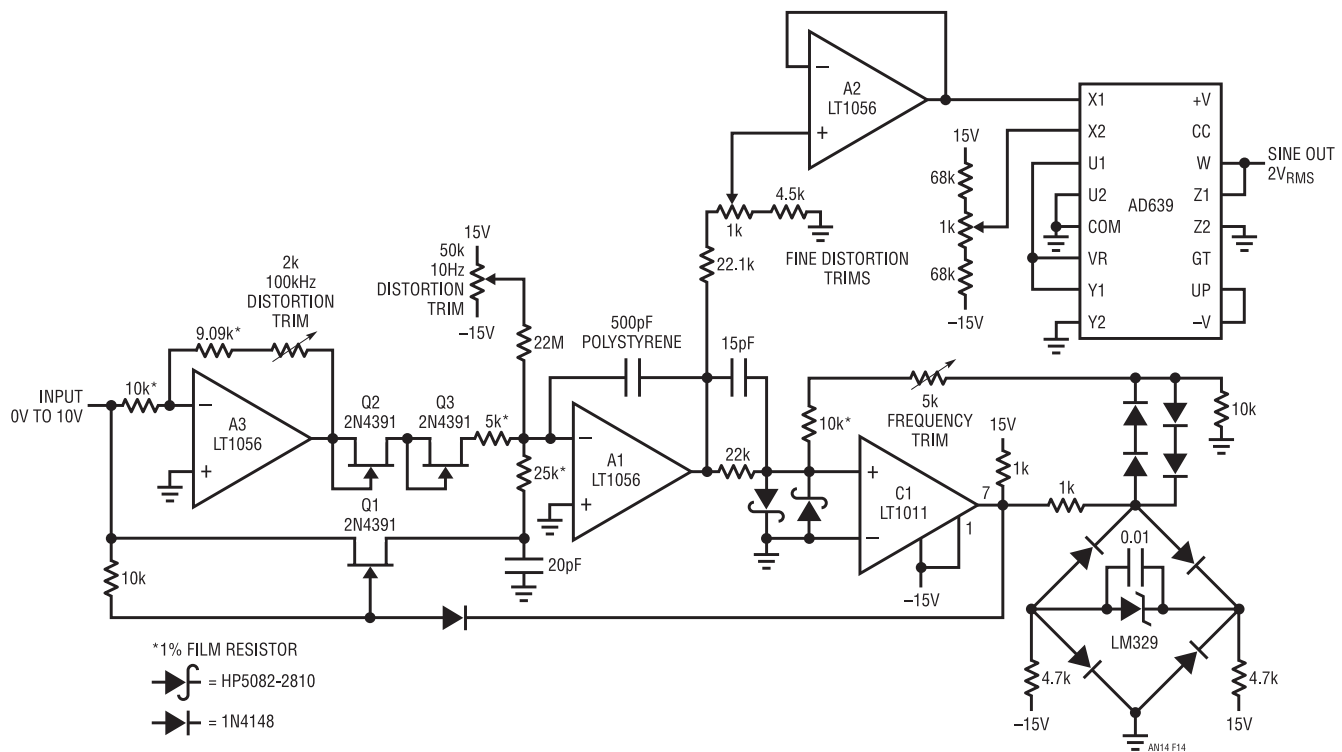 A2
LT1056
−
+
X1
X2
U1
U2
COM
VR
Y1
Y2
+V
CC
W
Z1
Z2
GT
UP
−V
AD639
SINE OUT
2VRMS
15V
68k
1k
68k
−15V
4.5k
1k
22.1k
FINE DISTORTION
TRIMS
15V
50k
10Hz
DISTORTION
TRIM
−15V
22M
2k
100kHz
DISTORTION
TRIM
9.09k*
10k*
INPUT
0V TO 10V
−
+
A3
LT1056
Q2
2N4391
Q3
2N4391
5k*
25k*
Q1
2N4391
10k
20pF
500pF
POLYSTYRENE
−
+
A1
LT1056
15pF
22k
10k*
5k
FREQUENCY
TRIM
+
−
C1
LT1011
7
1
−15V
15V
1k
1k
10k
0.01
LM329
4.7k
−15V
4.7k
15V
*1% FILM RESISTOR
= HP5082-2810
= 1N4148
AN14 F14